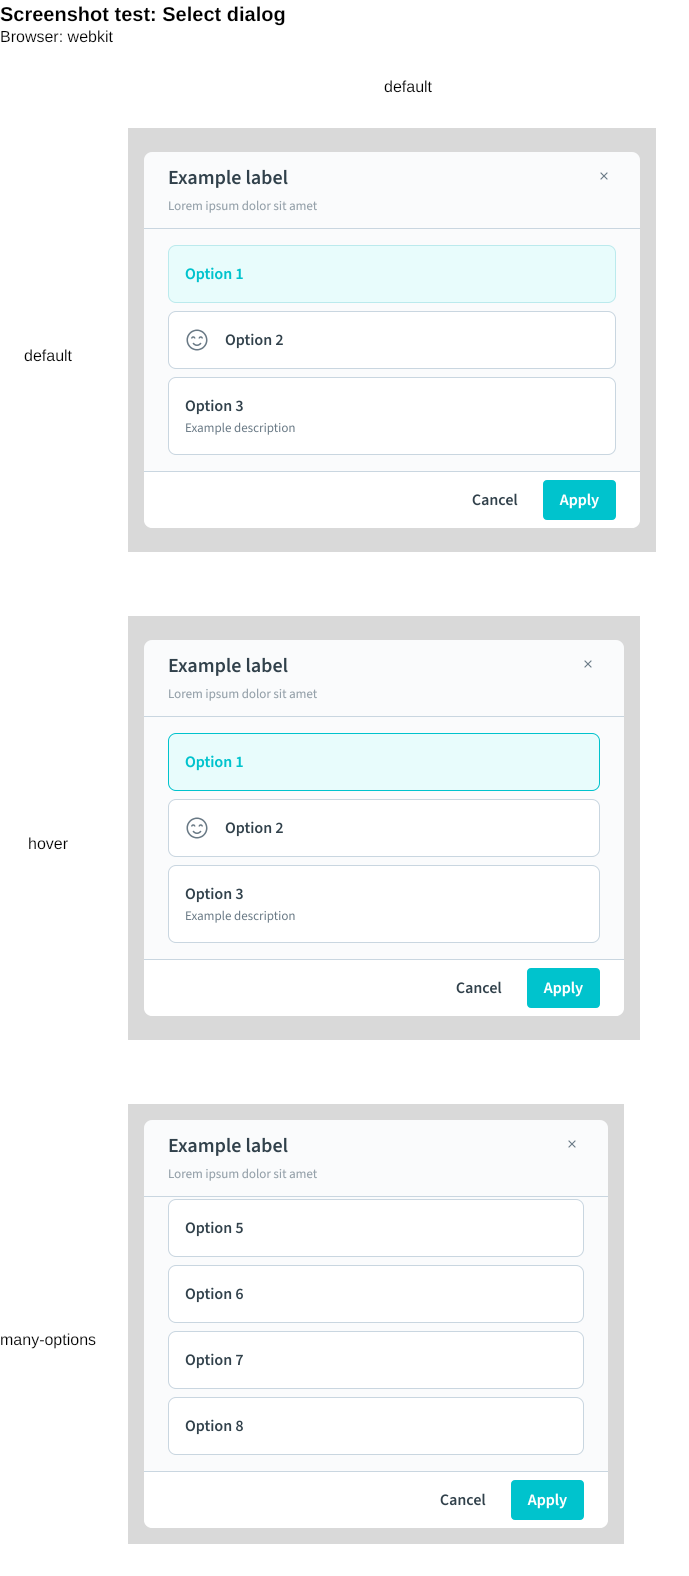 Screenshot test: Select dialog
Browser: webkit
default
default
Example label
×
Lorem ipsum dolor sit amet
Option 1
Option 2
Option 3
Example description
Cancel
Apply
hover
Example label
×
Lorem ipsum dolor sit amet
Option 1
Option 2
Option 3
Example description
Cancel
Apply
many-options
Example label
×
Lorem ipsum dolor sit amet
Option 5
Option 6
Option 7
Option 8
Cancel
Apply